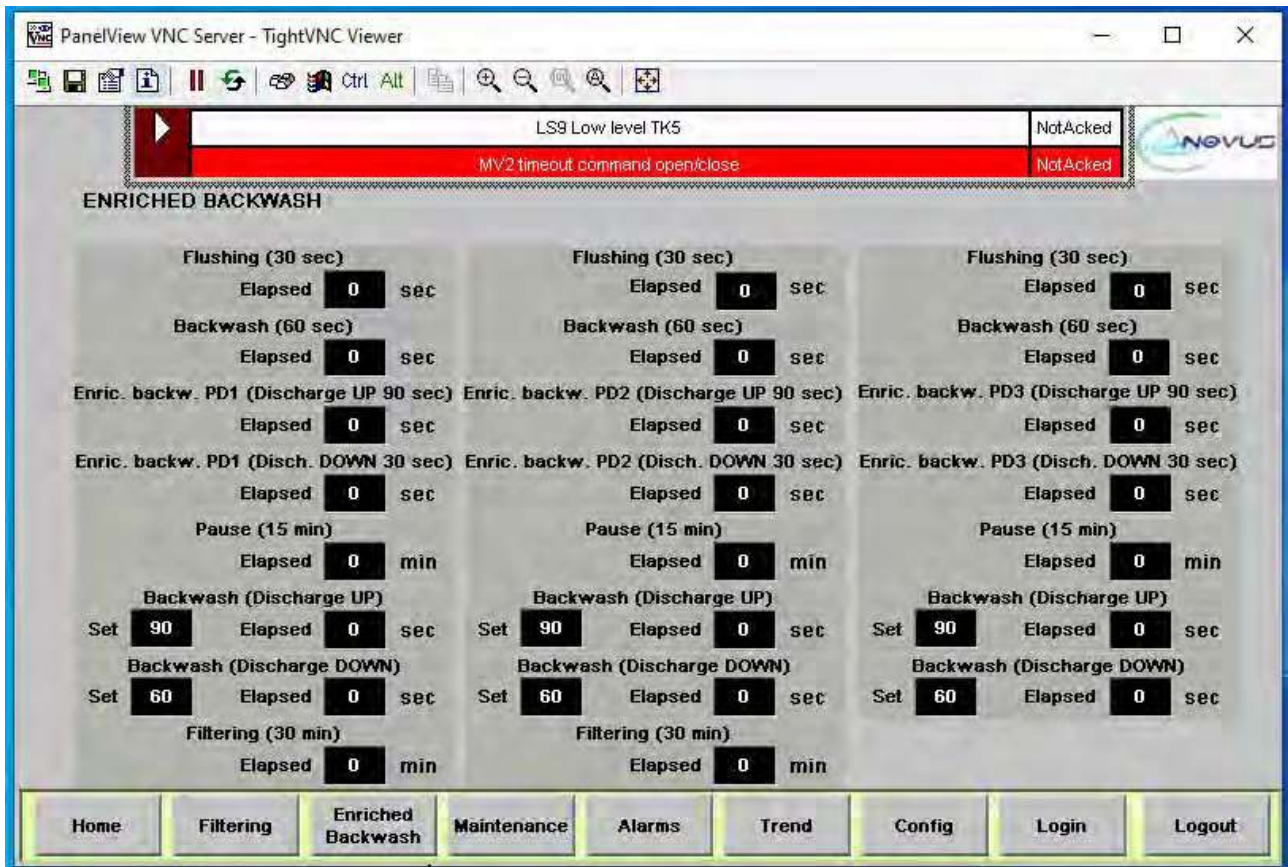 PanelView VNC Server - TightVNC Viewer
Ctrl Alt
LS9 Low level TK5 NotAcked
MV2 timeout command open/close NotAcked
NOVUS
ENRICHED BACKWASH
Flushing (30 sec) Flushing (30 sec) Flushing (30 sec)
Elapsed 0 sec Elapsed 0 sec Elapsed 0 sec
Backwash (60 sec) Backwash (60 sec) Backwash (60 sec)
Elapsed 0 sec Elapsed 0 sec Elapsed 0 sec
Enric. backw. PD1 (Discharge UP 90 sec) Enric. backw. PD2 (Discharge UP 90 sec) Enric. backw. PD3 (Discharge UP 90 sec)
Elapsed 0 sec Elapsed 0 sec Elapsed 0 sec
Enric. backw. PD1 (Disch. DOWN 30 sec) Enric. backw. PD2 (Disch. DOWN 30 sec) Enric. backw. PD3 (Disch. DOWN 30 sec)
Elapsed 0 sec Elapsed 0 sec Elapsed 0 sec
Pause (15 min) Pause (15 min) Pause (15 min)
Elapsed 0 min Elapsed 0 min Elapsed 0 min
Backwash (Discharge UP) Backwash (Discharge UP) Backwash (Discharge UP)
Set 90 Elapsed 0 sec Set 90 Elapsed 0 sec Set 90 Elapsed 0 sec
Backwash (Discharge DOWN) Backwash (Discharge DOWN) Backwash (Discharge DOWN)
Set 60 Elapsed 0 sec Set 60 Elapsed 0 sec Set 60 Elapsed 0 sec
Filtering (30 min) Filtering (30 min)
Elapsed 0 min Elapsed 0 min
Home Filtering Enriched Backwash Maintenance Alarms Trend Config Login Logout